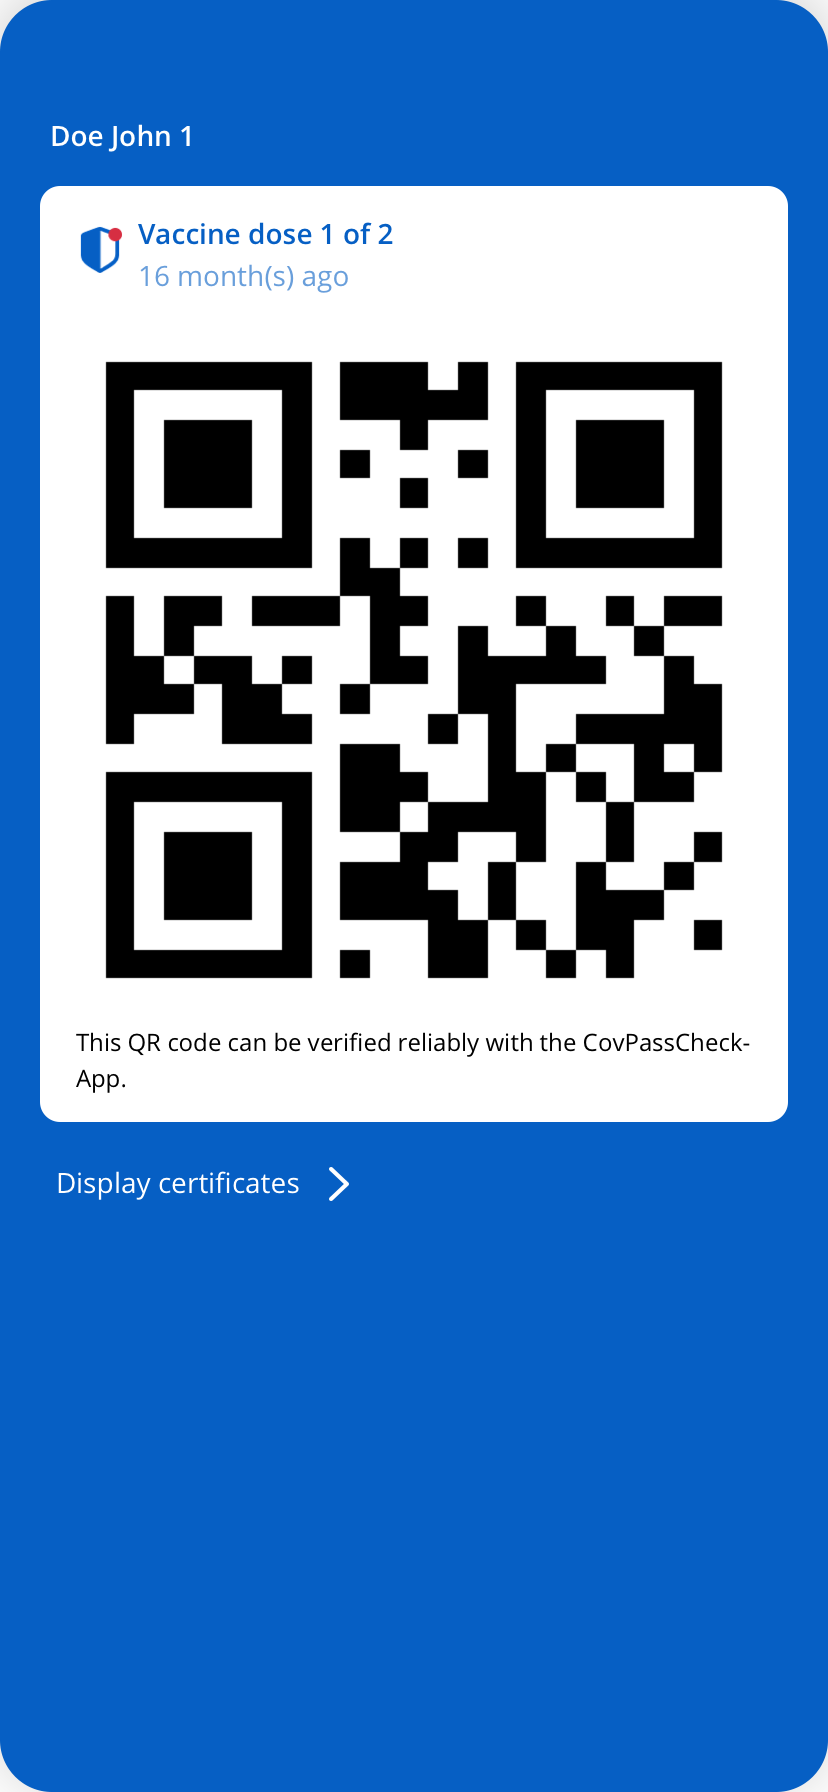 Doe John 1
Vaccine dose 1 of 2
16 month(s) ago
This QR code can be verified reliably with the CovPassCheck-
App.
Display certificates